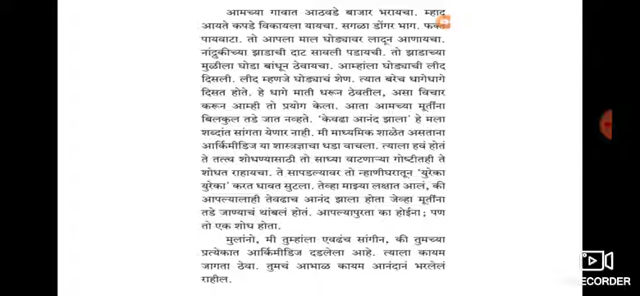 आमच्या गावात आठवडे बाजार भरायचा. म्हाद
आयते कपडे विकायला यायचा. सगळा डोंगर भाग. फक्त
पायवाटा. तो आपला माल घोड्यावर लादून आणायचा.
नांद्रुकीच्या झाडाची दाट सावली पडायची. तो झाडाच्या
मुळीला घोडा बांधून ठेवायचा. आम्हांला घोड्याची लीद
दिसली. लीद म्हणजे घोड्याचं शेण. त्यात बरेच धागेधागे
दिसत होते. हे धागे माती धरून ठेवतील, असा विचार
करून आम्ही तो प्रयोग केला. आता आमच्या मूर्तींना
बिलकुल तडे जात नव्हते. ‘केवढा आनंद झाला’ हे मला
शब्दांत सांगता येणार नाही. मी माध्यमिक शाळेत असताना
आर्किमिडीज या शास्त्रज्ञाचा धडा वाचला. त्याला हवं होतं
ते तत्त्व शोधण्यासाठी तो साध्या वाटणाऱ्या गोष्टींतही ते
शोधत राहायचा. ते सापडल्यावर तो न्हाणीघरातून ‘युरेका
युरेका’ करत धावत सुटला. तेव्हा माझ्या लक्षात आलं, की
आपल्यालाही तेवढाच आनंद झाला होता जेव्हा मूर्तींना
तडे जाण्याचं थांबलं होतं. आपल्यापुरता का होईना; पण
तो एक शोध होता.
मुलांनो, मी तुम्हांला एवढंच सांगीन, की तुमच्या
प्रत्येकात आर्किमिडीज दडलेला आहे. त्याला कायम
जागता ठेवा. तुमचं आभाळ कायम आनंदानं भरलेलं
राहील.
RECORDER